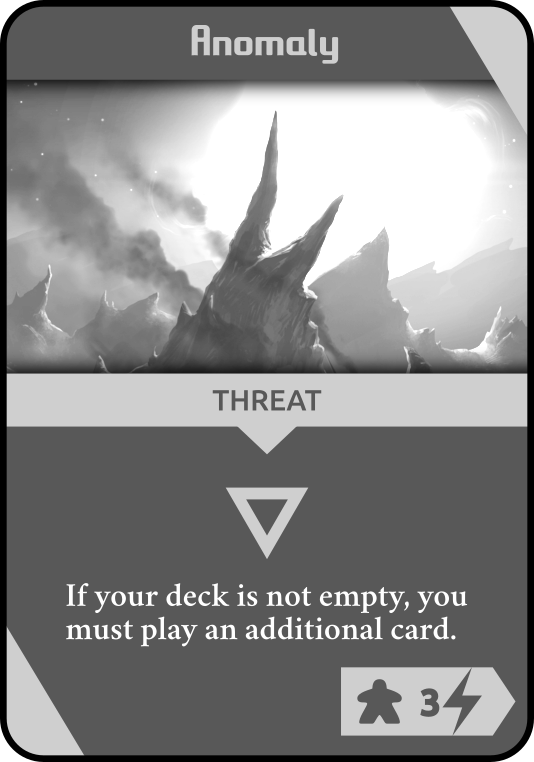 Anomaly
THREAT
If your deck is not empty, you
must play an additional card.
3